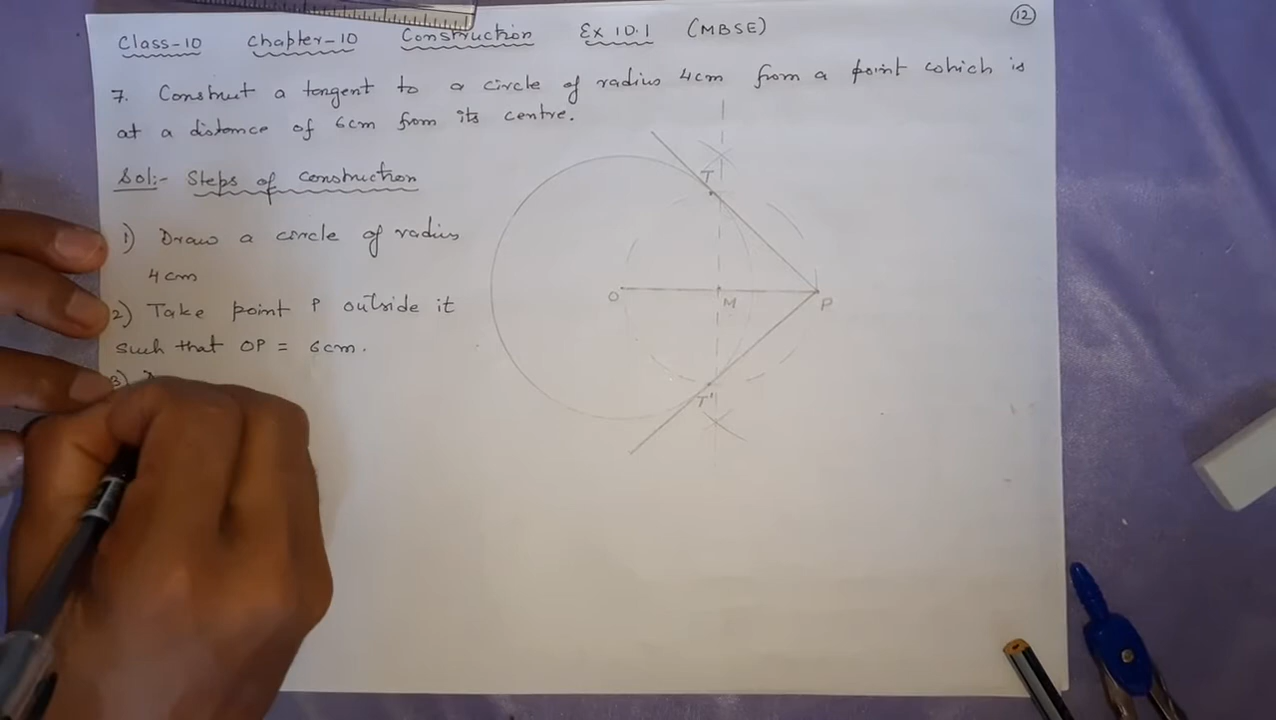 12
Class-10 Chapter-10 Construction Ex 10.1 (MBSE)
7. Construct a tangent to a circle of radius 4cm from a point which is
at a distance of 6cm from its centre.
Sol:- Steps of construction
1) Draw a circle of radius
4cm
2) Take point P outside it
such that OP = 6cm.
3)
T
O M P
T'